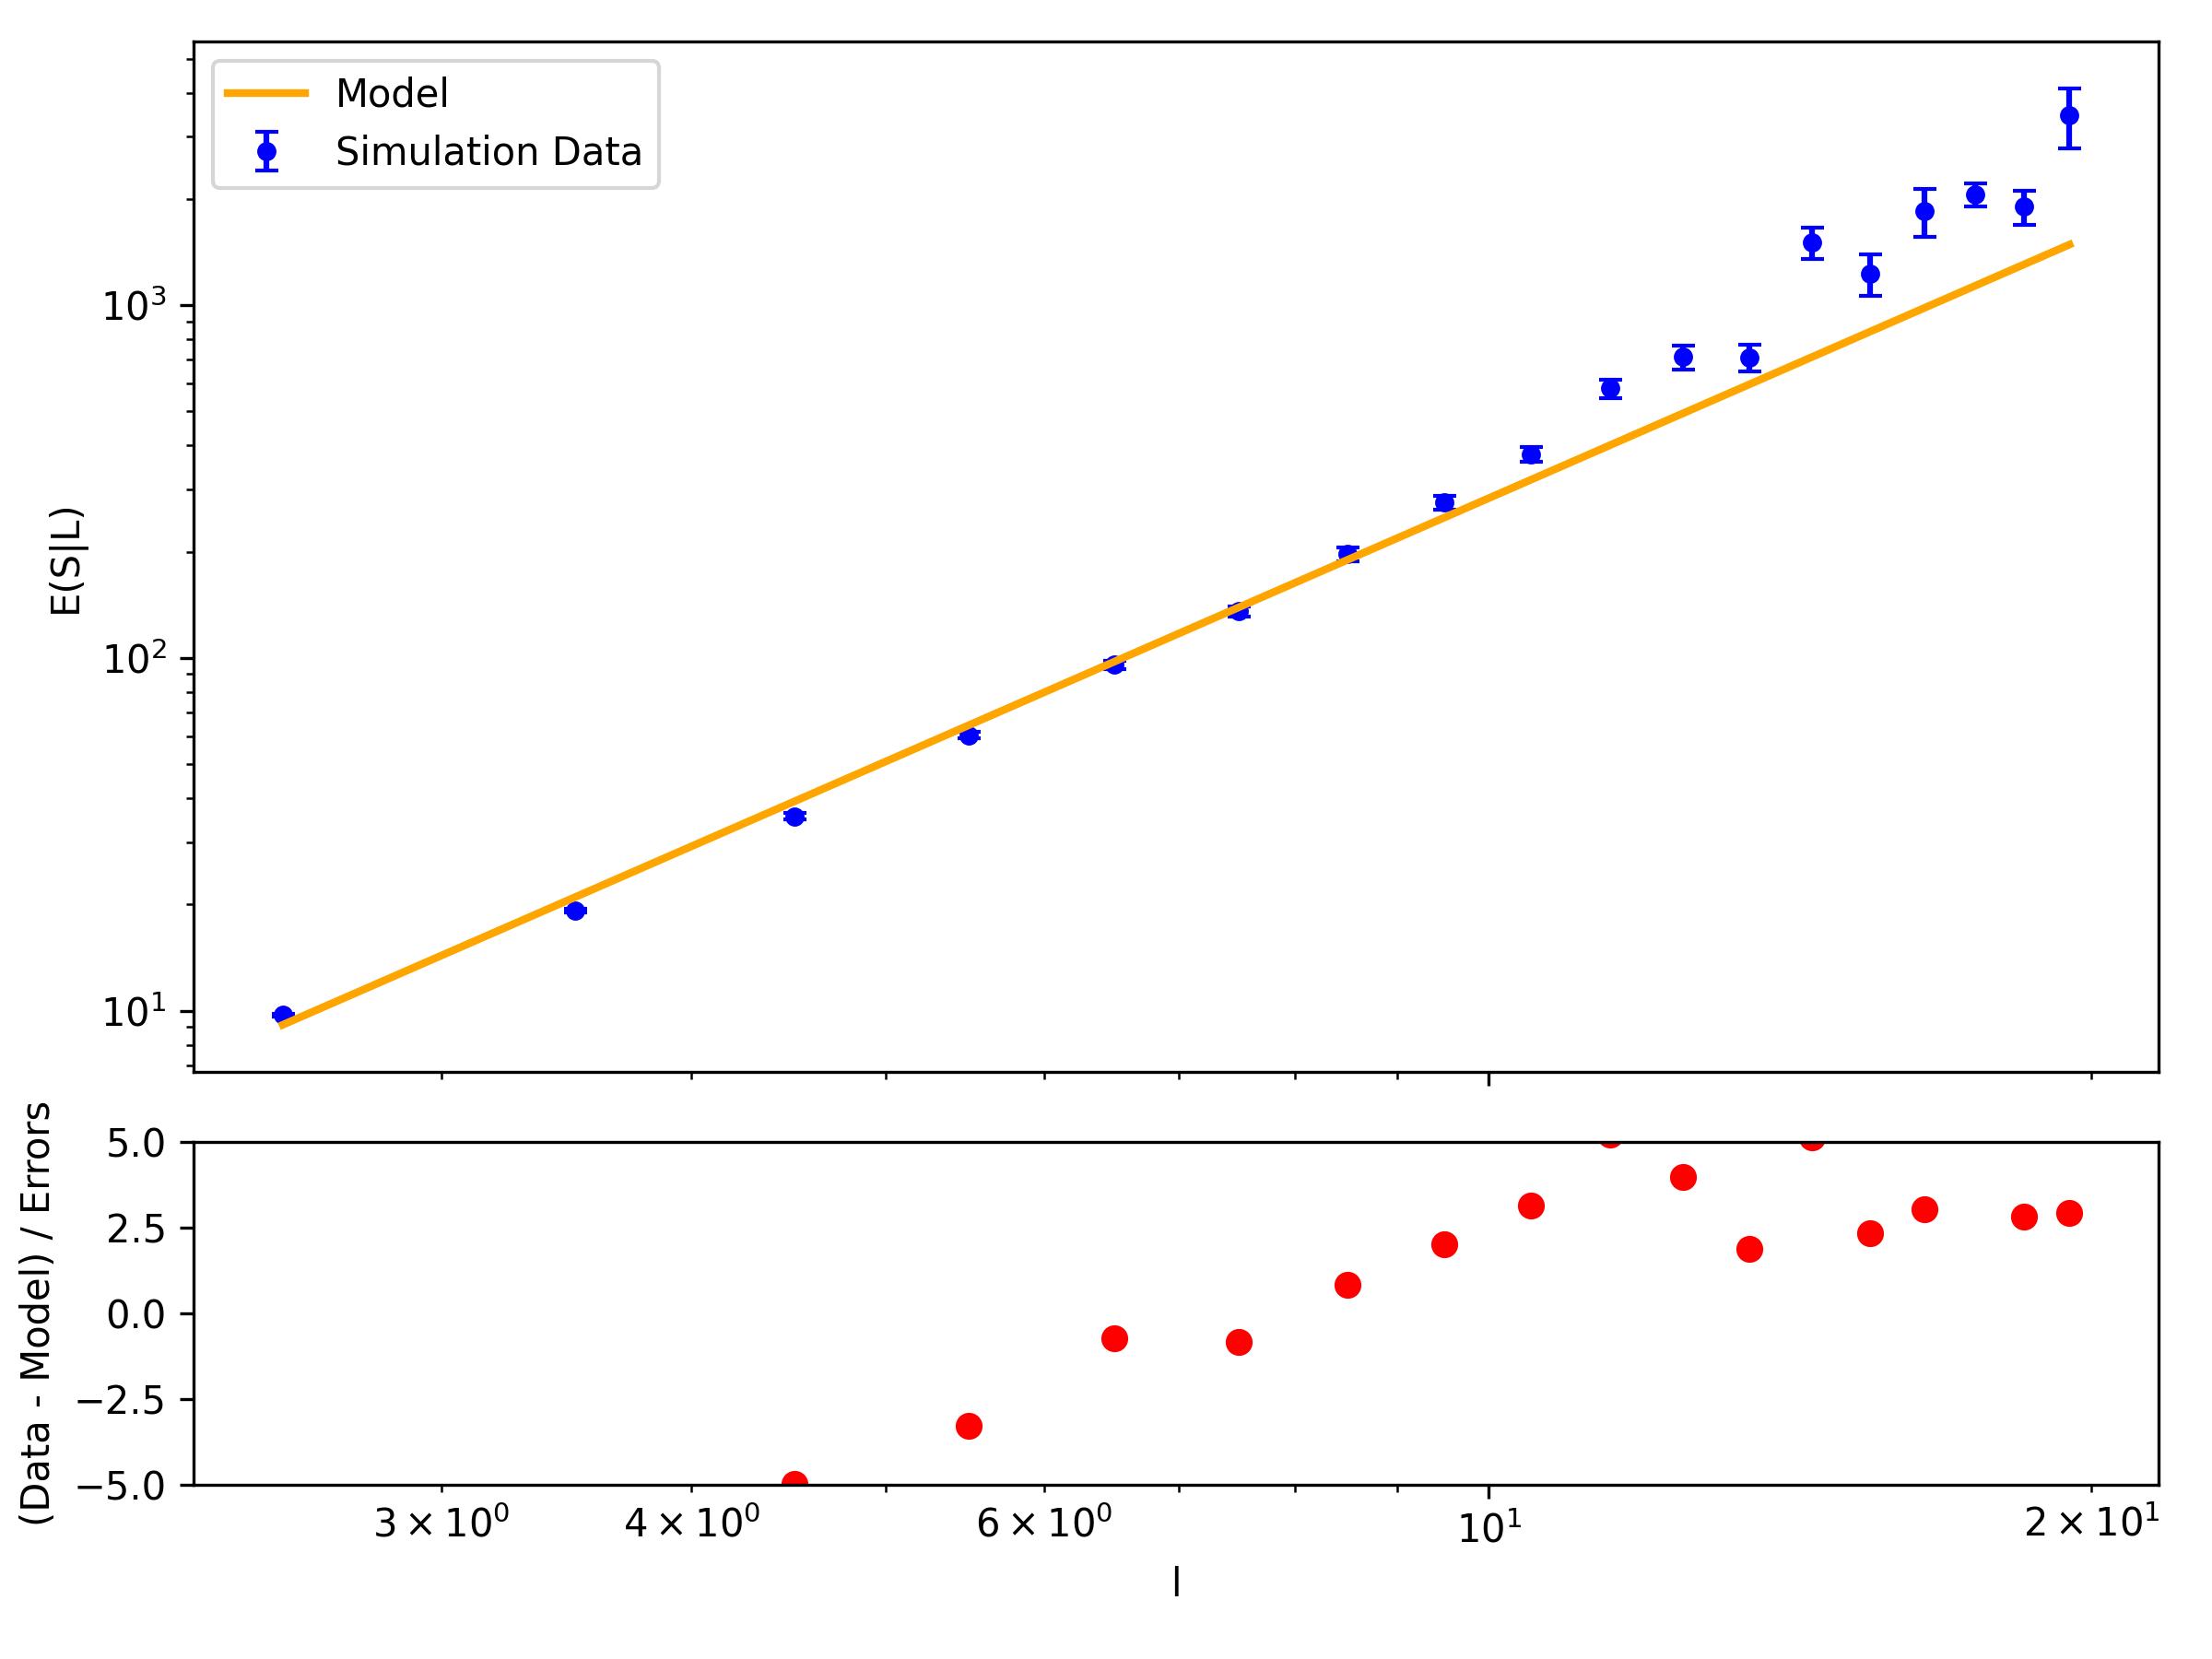 Model
Simulation Data
E(S|L)
10³
10²
10¹
(Data - Model) / Errors
5.0
2.5
0.0
−2.5
−5.0
3 × 10⁰
4 × 10⁰
6 × 10⁰
10¹
2 × 10¹
l